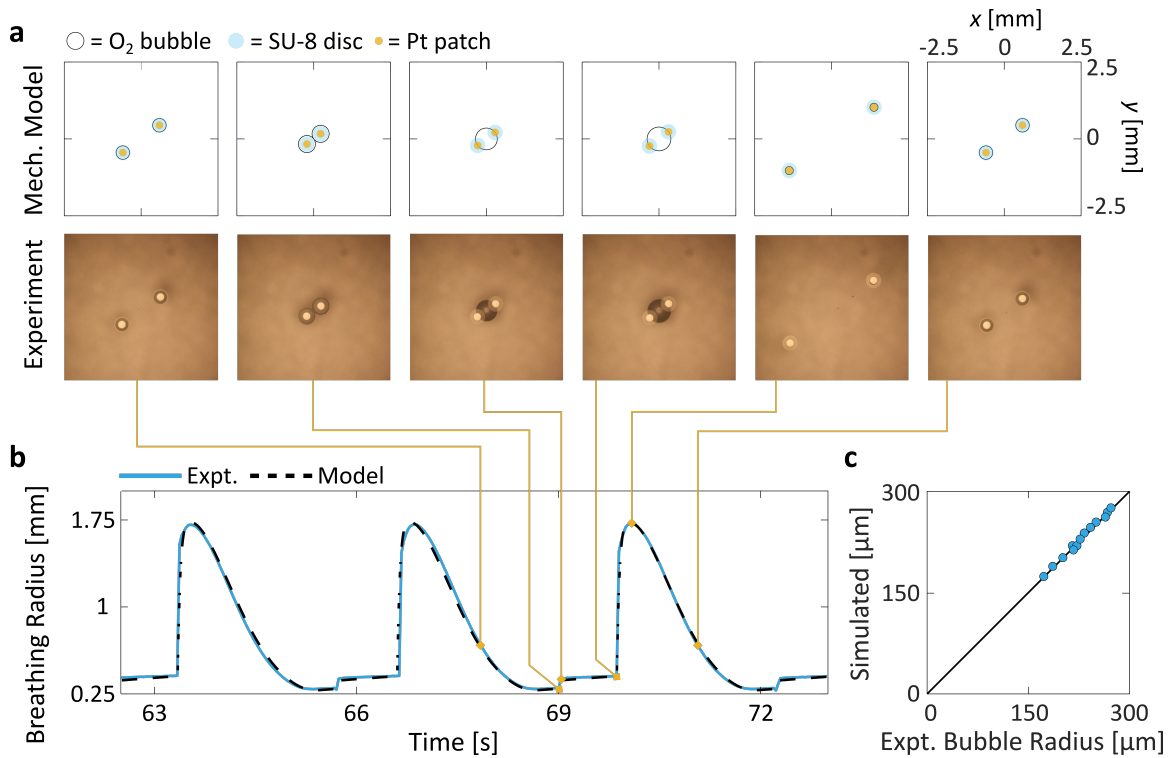 a
○ = O₂ bubble = SU-8 disc = Pt patch
x [mm]
-2.5 0 2.5
Mech. Model
2.5
0
-2.5
y [mm]
Experiment
b
Expt. Model
Breathing Radius [mm]
1.75
1
0.25
63 66 69 72
Time [s]
c
Simulated [µm]
300
150
0
0 150 300
Expt. Bubble Radius [µm]